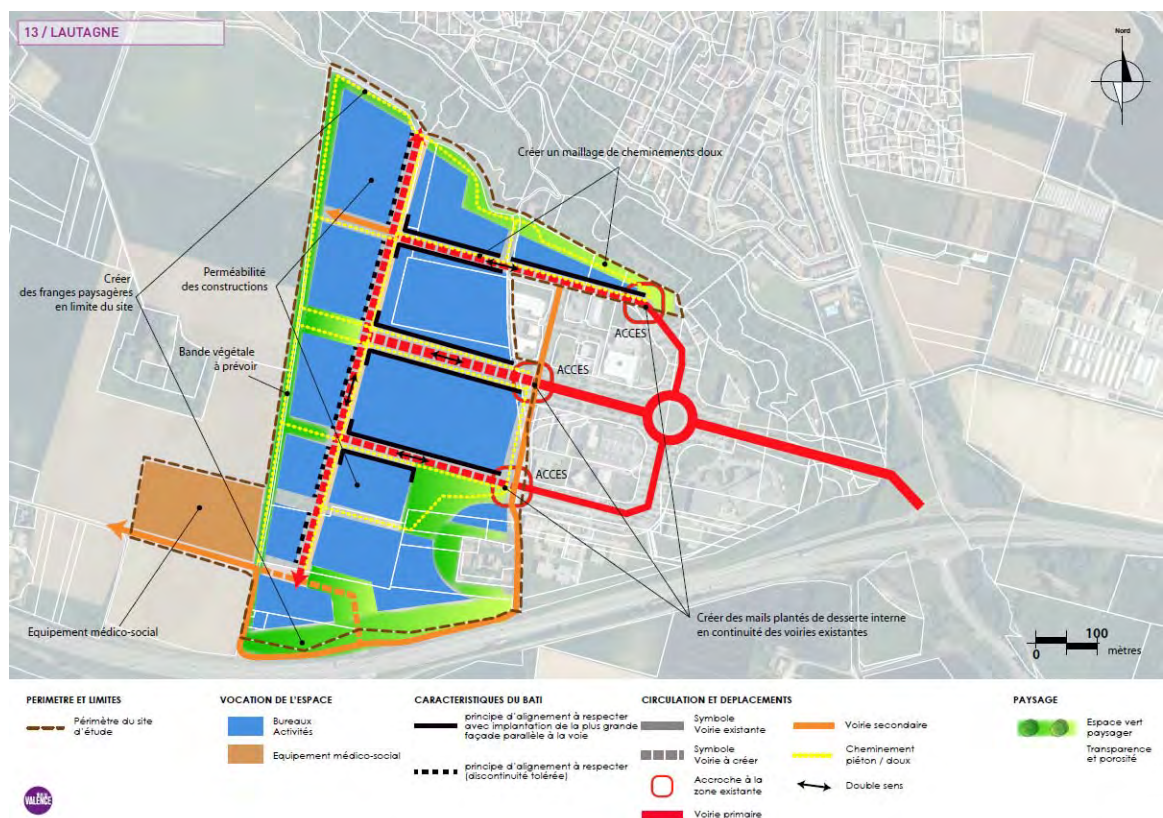 13 / LAUTAGNE
Nord
Créer un maillage de cheminements doux
Créer
des franges paysagères
en limite du site
Perméabilité
des constructions
Bande végétale
à prévoir
ACCES
ACCES
ACCES
Equipement médico-social
Créer des mails plantés de desserte interne
en continuité des voiries existantes
100
0
mètres
PERIMETRE ET LIMITES
Périmètre du site
d'étude
VOCATION DE L'ESPACE
Bureaux
Activités
Equipement médico-social
CARACTERISTIQUES DU BATI
principe d'alignement à respecter
avec implantation de la plus grande
façade parallèle à la voie
principe d'alignement à respecter
(discontinuité tolérée)
CIRCULATION ET DEPLACEMENTS
Symbole
Voirie existante
Symbole
Voirie à créer
Accroche à la
zone existante
Voirie primaire
Voirie secondaire
Cheminement
piéton / doux
Double sens
PAYSAGE
Espace vert
paysager
Transparence
et porosité
VALENCE